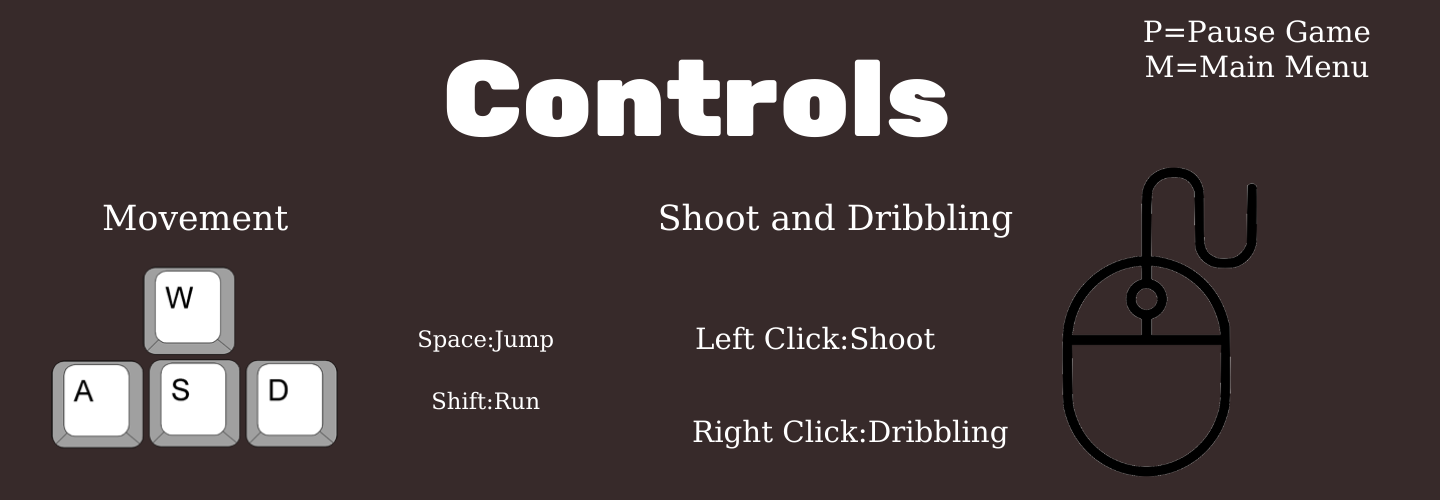 P=Pause Game
M=Main Menu
Controls
Movement
Shoot and Dribbling
W
A
S
D
Space:Jump
Shift:Run
Left Click:Shoot
Right Click:Dribbling